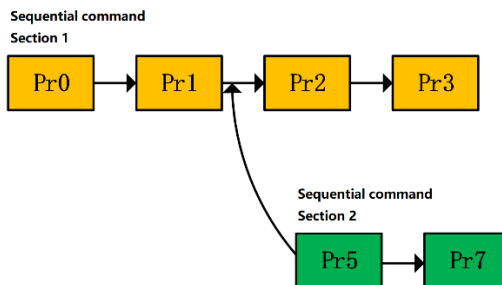 Sequential command
Section 1
Pr0 Pr1 Pr2 Pr3
Sequential command
Section 2
Pr5 Pr7